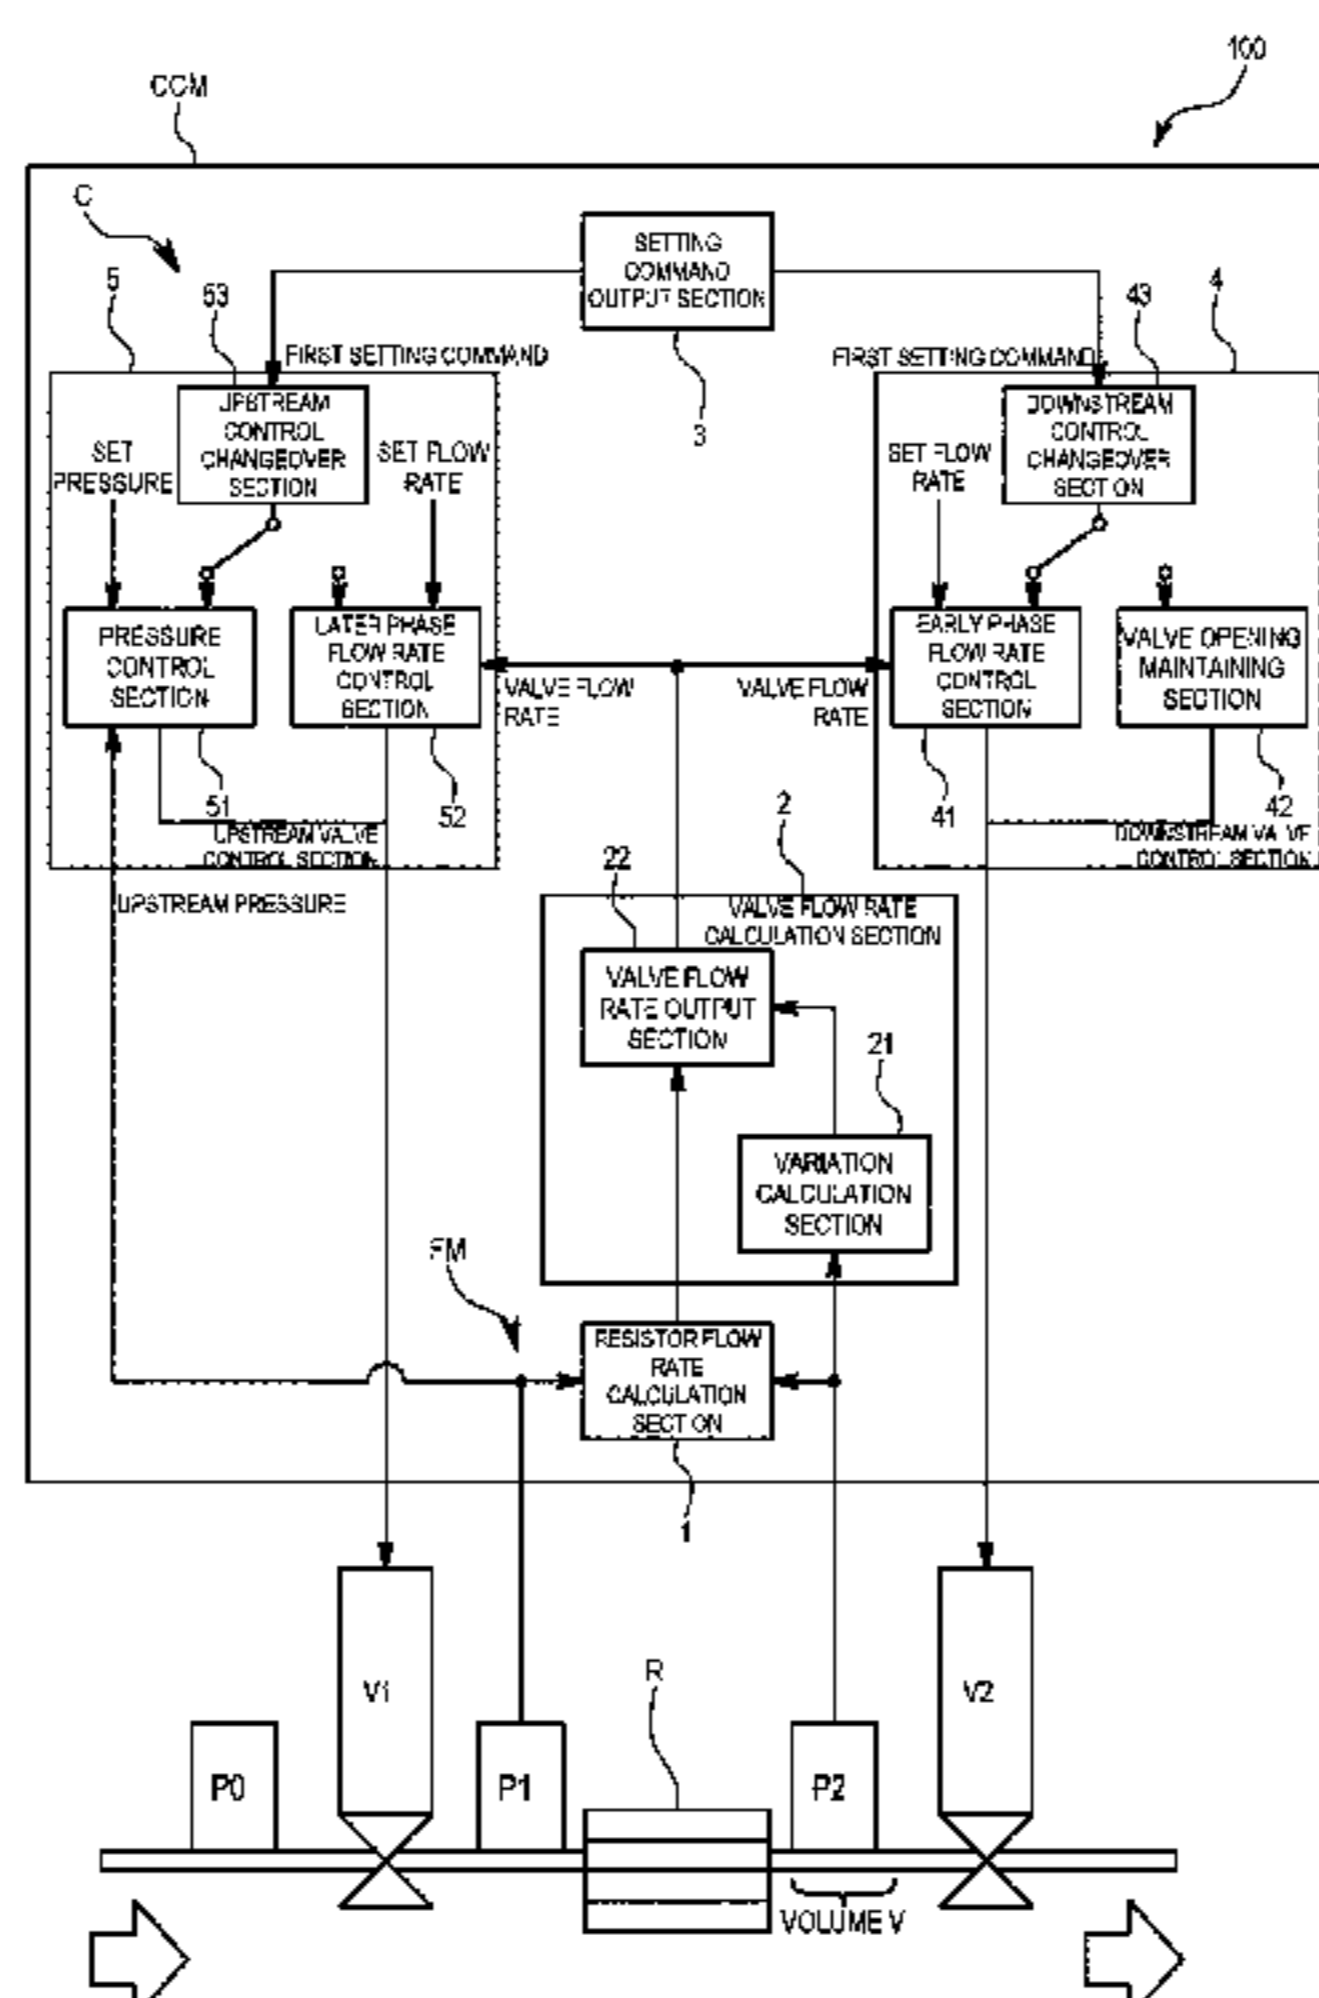 100
CCM
C
SETTING
COMMAND
OUTPUT SECTION
5
53
43
4
FIRST SETTING COMMAND
FIRST SETTING COMMAND
3
UPSTREAM
CONTROL
CHANGEOVER
SECTION
DOWNSTREAM
CONTROL
CHANGEOVER
SECTION
SET
PRESSURE
SET FLOW
RATE
SET FLOW
RATE
PRESSURE
CONTROL
SECTION
LATER PHASE
FLOW RATE
CONTROL
SECTION
EARLY PHASE
FLOW RATE
CONTROL
SECTION
VALVE OPENING
MAINTAINING
SECTION
VALVE FLOW
RATE
VALVE FLOW
RATE
51
52
41
42
UPSTREAM VALVE
CONTROL SECTION
DOWNSTREAM VALVE
CONTROL SECTION
2
22
UPSTREAM PRESSURE
VALVE FLOW RATE
CALCULATION SECTION
VALVE FLOW
RATE OUTPUT
SECTION
21
VARIATION
CALCULATION
SECTION
FM
RESISTOR FLOW
RATE
CALCULATION
SECTION
1
V1
R
V2
P0
P1
P2
VOLUME V